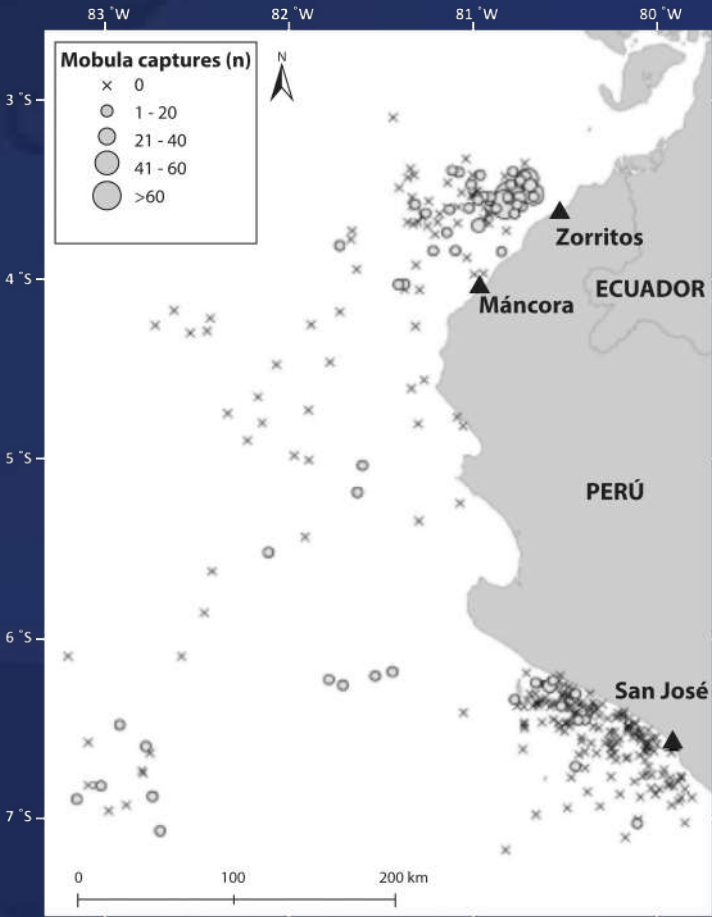 83°W 82°W 81°W 80°W
Mobula captures (n)
0
1 - 20
21 - 40
41 - 60
>60
N
3°S
Zorritos
4°S
Máncora
ECUADOR
5°S
PERÚ
6°S
San José
7°S
0 100 200 km